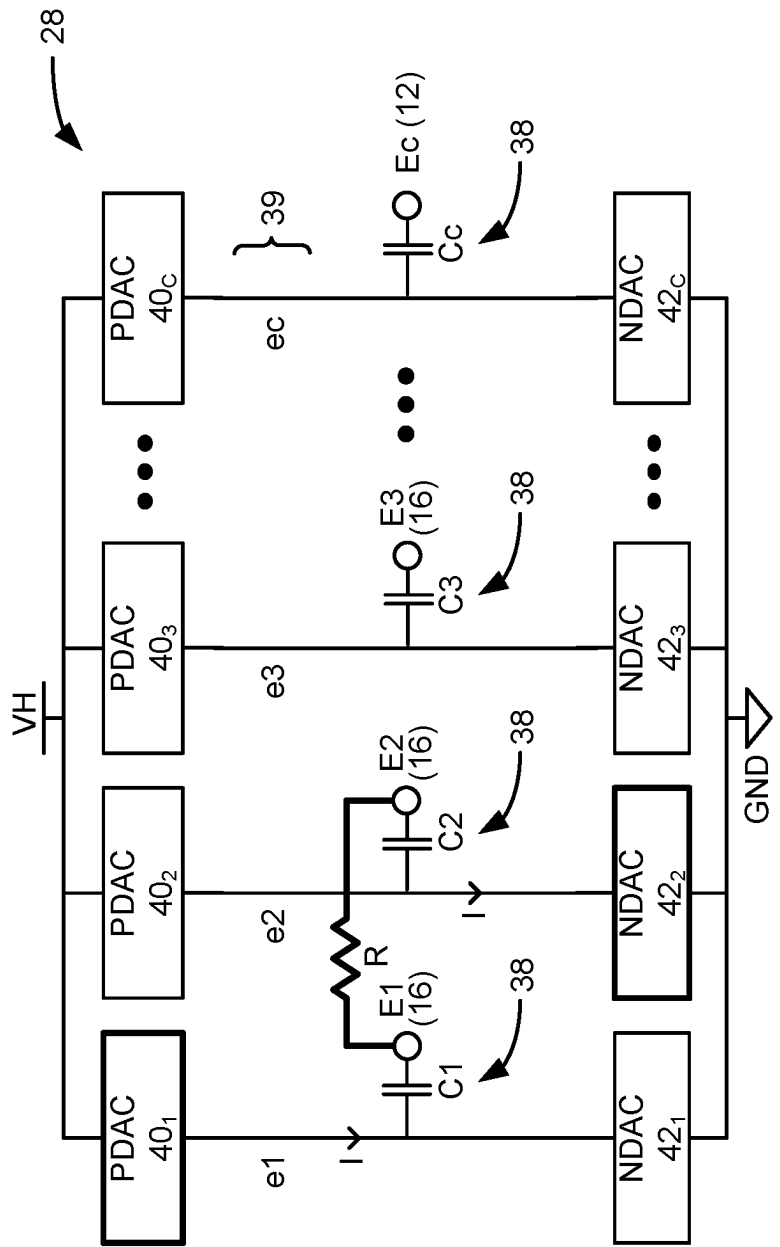 28
VH
PDAC
40₁
PDAC
40₂
PDAC
40₃
PDAC
40C
39
e1
e2
e3
ec
I
R
E1
(16)
E2
(16)
E3
(16)
Ec (12)
C1
C2
C3
Cc
38
38
38
38
I
NDAC
42₁
NDAC
42₂
NDAC
42₃
NDAC
42C
GND